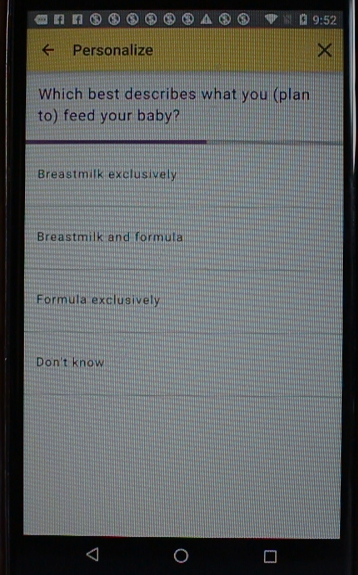 9:52
Personalize
Which best describes what you (plan
to) feed your baby?
Breastmilk exclusively
Breastmilk and formula
Formula exclusively
Don't know